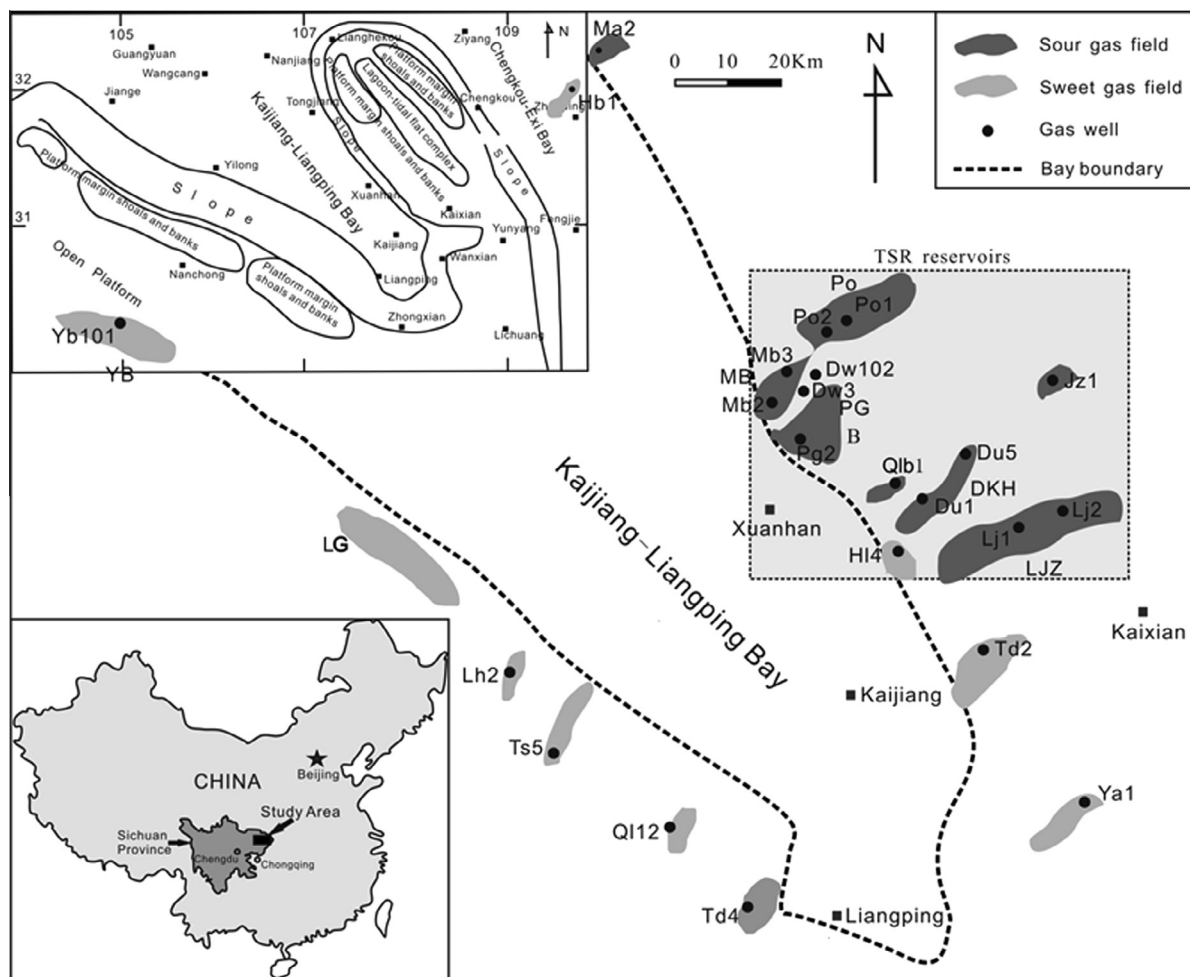 105
107
109
N
Guangyuan
Wangcang
Nanjiang
Lianghekou
Ziyang
Platform margin
shoals and banks
Chengkou-Exi Bay
32
Jiange
Tongjiang
Platform margin shoals and banks
Lagoon-tidal flat complex
Chengkou
Slope
Slope
Kaijiang-Liangping Bay
Yilong
Xuanhan
Kaixian
Fengjie
Yunyang
Wanxian
Kaijiang
Liangping
31
Platform margin shoals and banks
Slope
Nanchong
Open Platform
Platform margin
shoals and banks
Zhongxian
Lichuang
Yb101
YB
Ma2
Hb1
0 10 20Km
N
Sour gas field
Sweet gas field
Gas well
Bay boundary
TSR reservoirs
Po
Po1
Po2
Mb3
MB
Dw102
Dw3
Mb2
PG
B
Pg2
Jz1
Qlb1
Du5
DKH
Du1
Lj2
Lj1
LJZ
Xuanhan
Hl4
Kaijiang-Liangping Bay
LG
Kaixian
Td2
Lh2
Kaijiang
Ts5
Ya1
Ql12
Td4
Liangping
CHINA
Beijing
Study Area
Sichuan
Province
Chengdu
Chongqing